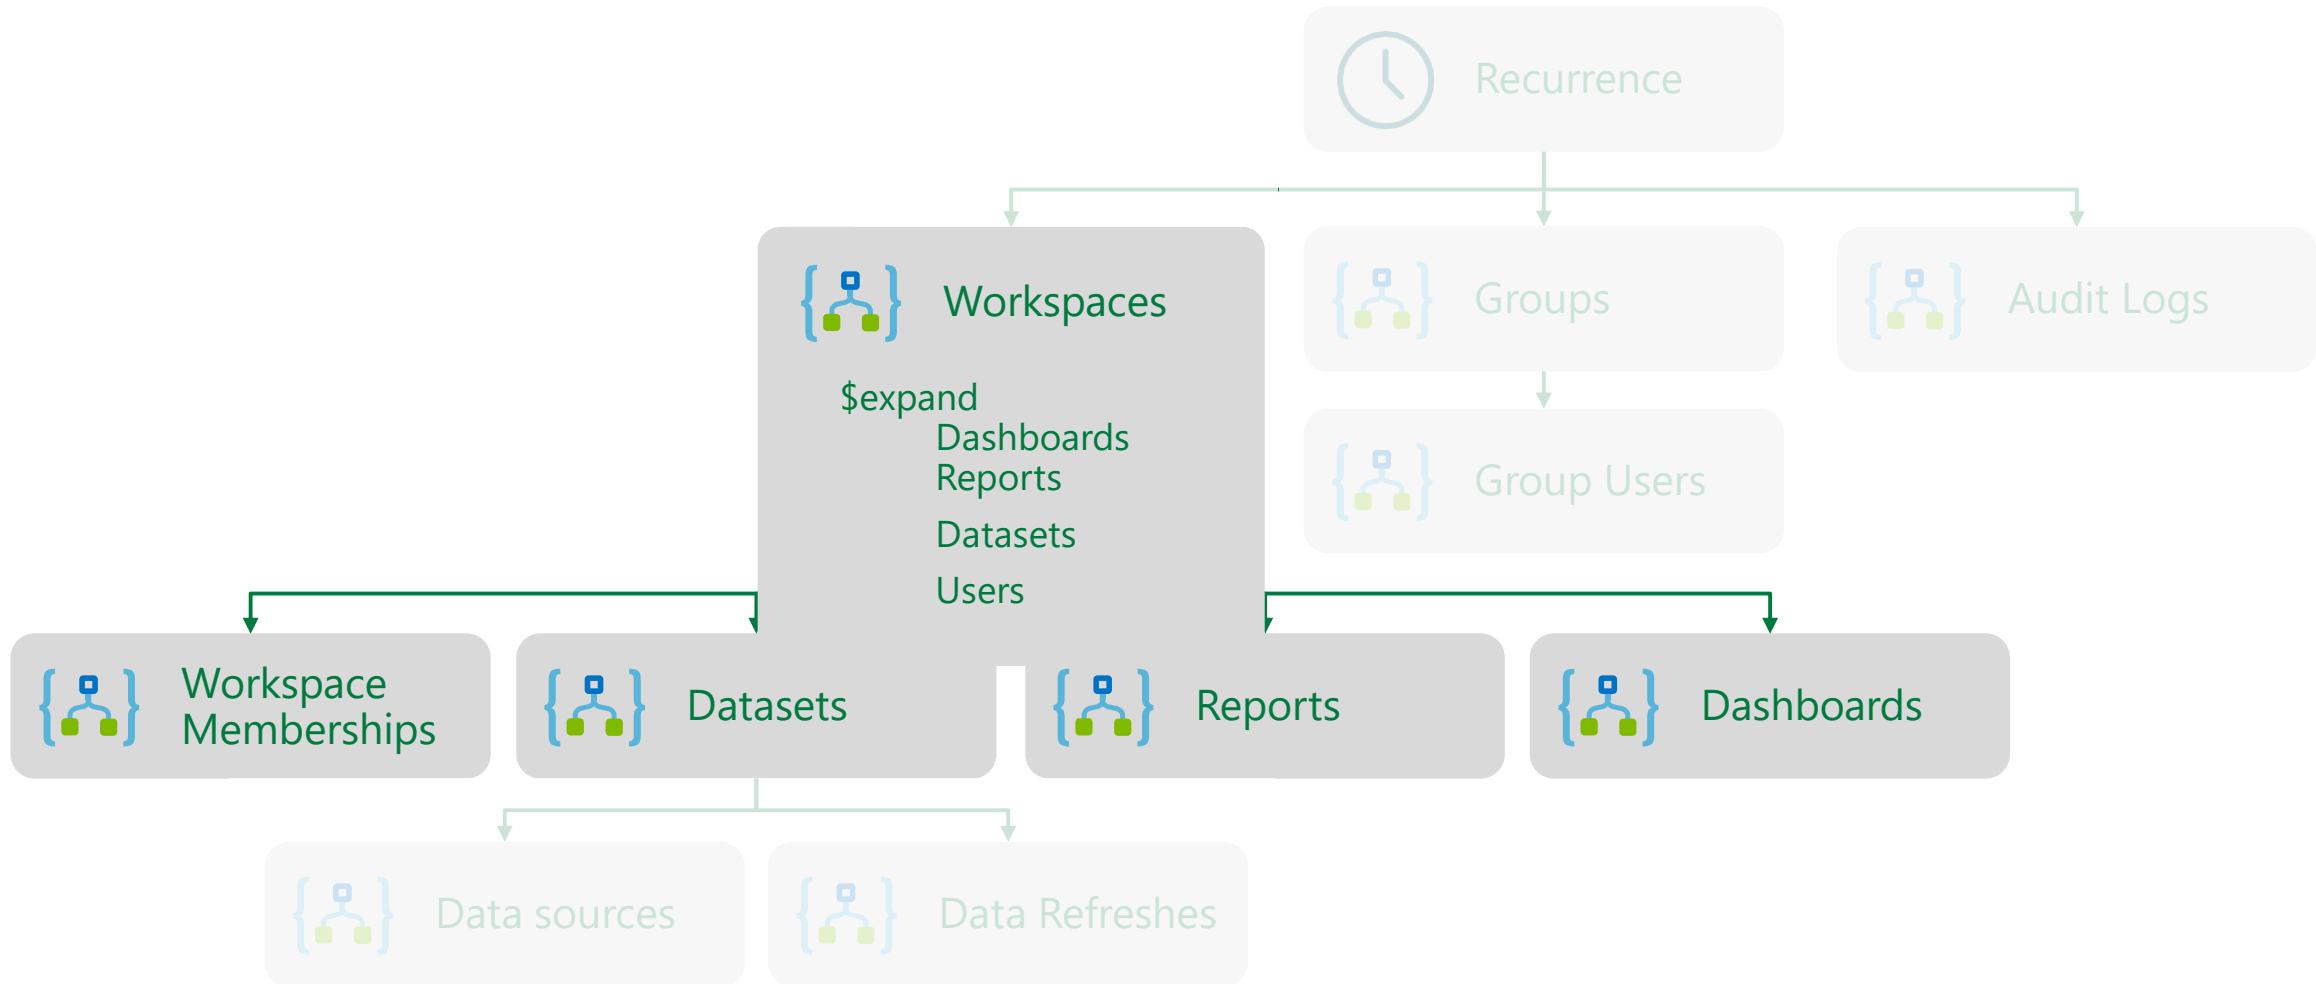 Recurrence
Workspaces
Groups
Audit Logs
$expand
Dashboards
Reports
Datasets
Users
Group Users
Workspace
Memberships
Datasets
Reports
Dashboards
Data sources
Data Refreshes